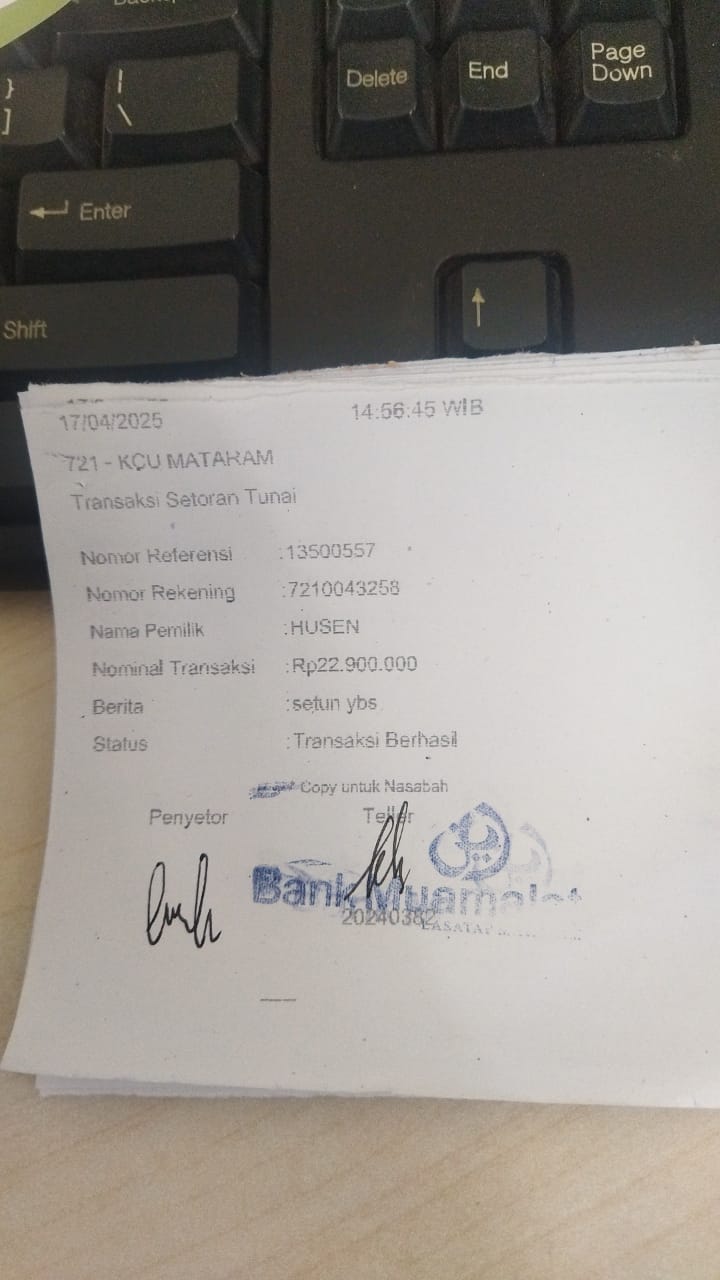 Delete
End
Page
Down
}
]
|
\
Enter
Shift
17/04/2025 14:56:45 WIB
721 - KCU MATARAM
Transaksi Setoran Tunai
Nomor Referensi :13500557
Nomor Rekening :7210043258
Nama Pemilik :HUSEN
Nominal Transaksi :Rp22.900.000
Berita :setun ybs
Status :Transaksi Berhasil
Copy untuk Nasabah
Penyetor Teller
Bank Muamalat
20240382